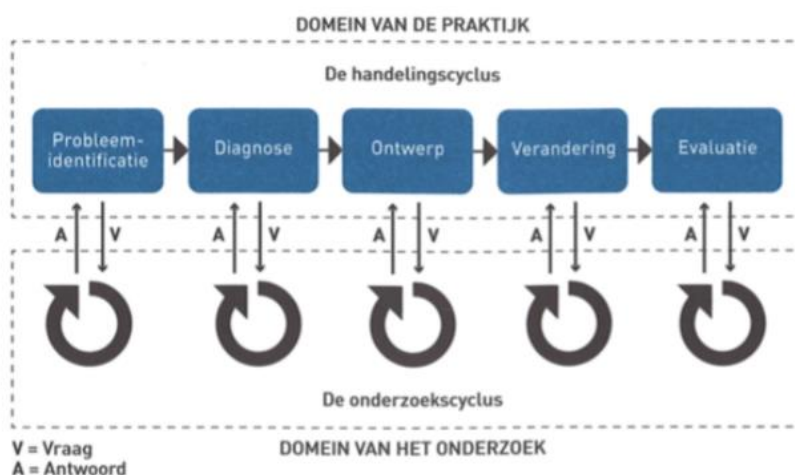 DOMEIN VAN DE PRAKTIJK
De handelingscyclus
Probleem-
identificatie
Diagnose
Ontwerp
Verandering
Evaluatie
A V A V A V A V A V
De onderzoekscyclus
V = Vraag
A = Antwoord
DOMEIN VAN HET ONDERZOEK